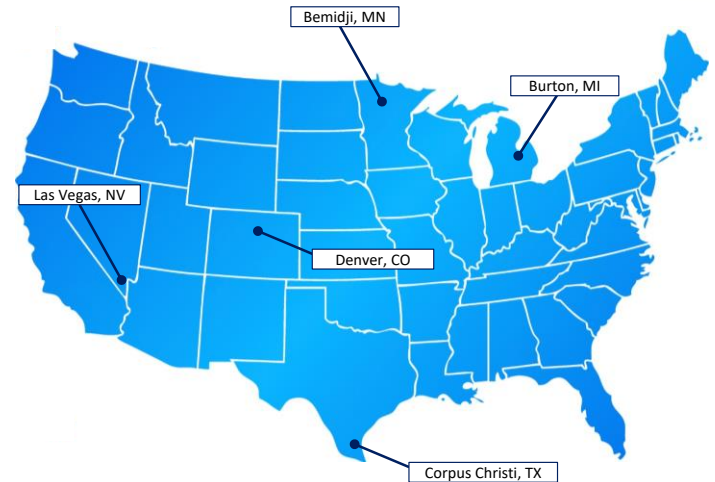 Bemidji, MN
Burton, MI
Las Vegas, NV
Denver, CO
Corpus Christi, TX